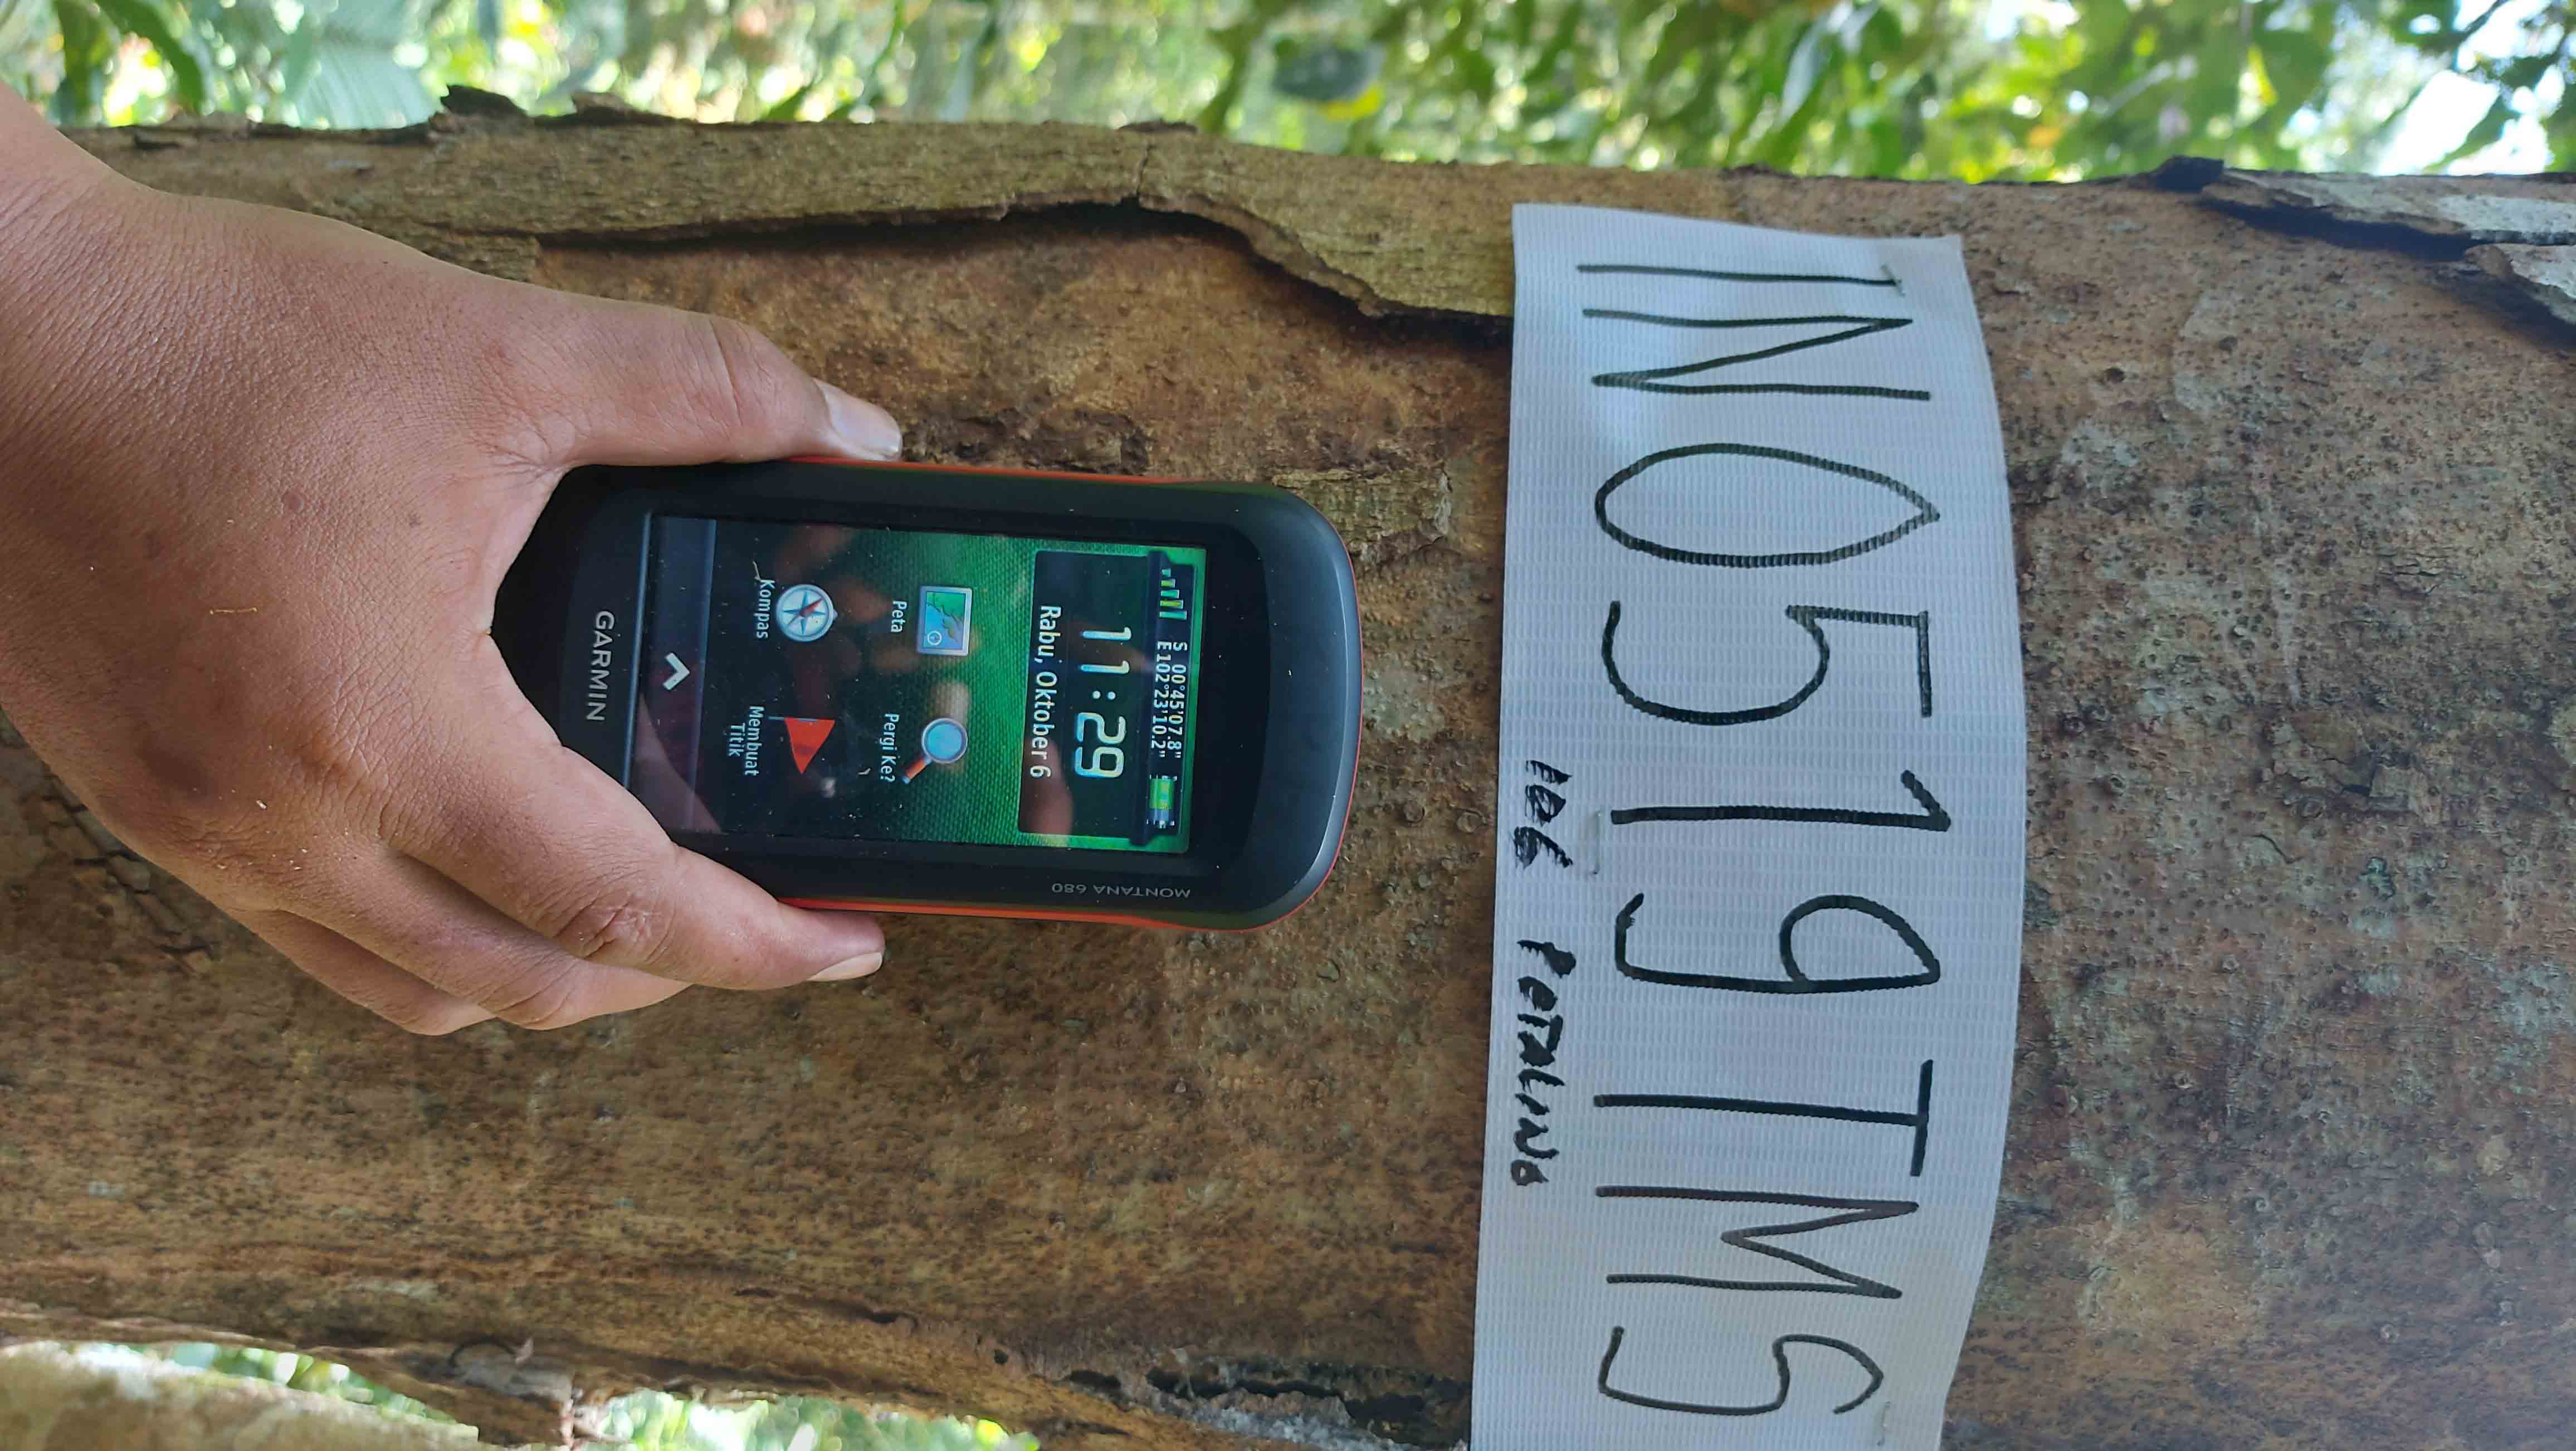 IN0519TMS
106 PETALING
MONTANA 680
S 00°45'07.8"
E102°23'10.2"
11:29
Rabu, Oktober 6
Peta
Pergi Ke?
Kompas
Membuat
Titik
GARMIN